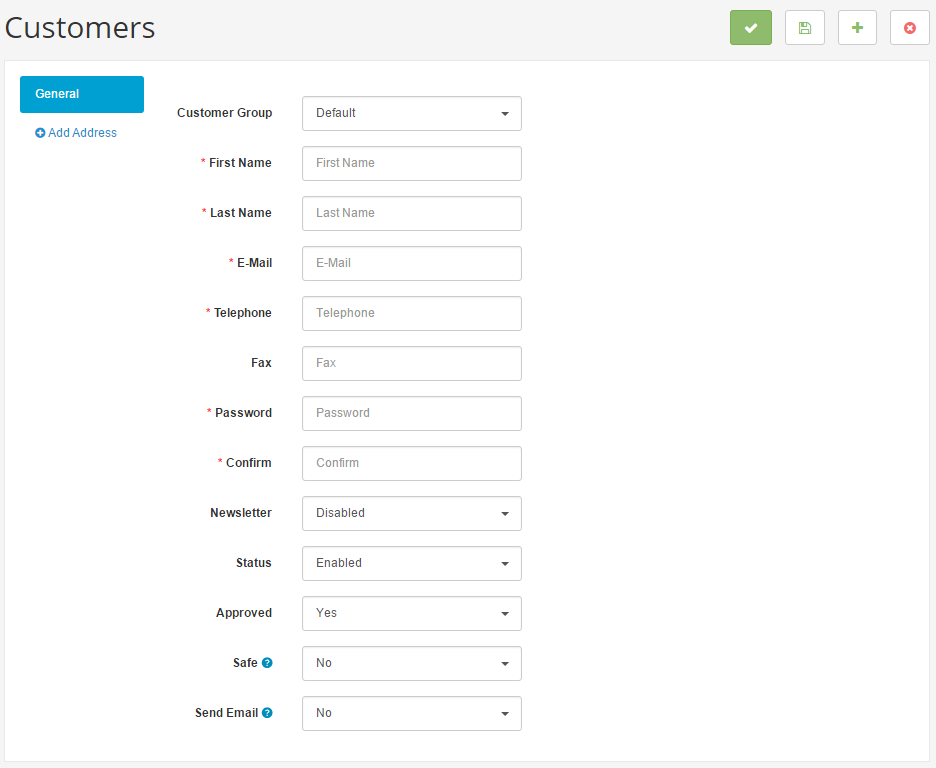 Customers
General
Add Address
Customer Group Default
* First Name First Name
* Last Name Last Name
* E-Mail E-Mail
* Telephone Telephone
Fax Fax
* Password Password
* Confirm Confirm
Newsletter Disabled
Status Enabled
Approved Yes
Safe ? No
Send Email ? No